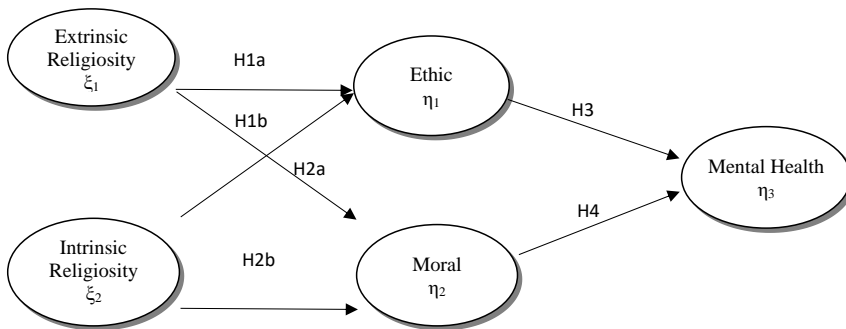 Extrinsic
Religiosity
ξ₁
H1a
Ethic
η₁
H1b
H3
H2a
Mental Health
η₃
Intrinsic
Religiosity
ξ₂
H2b
Moral
η₂
H4